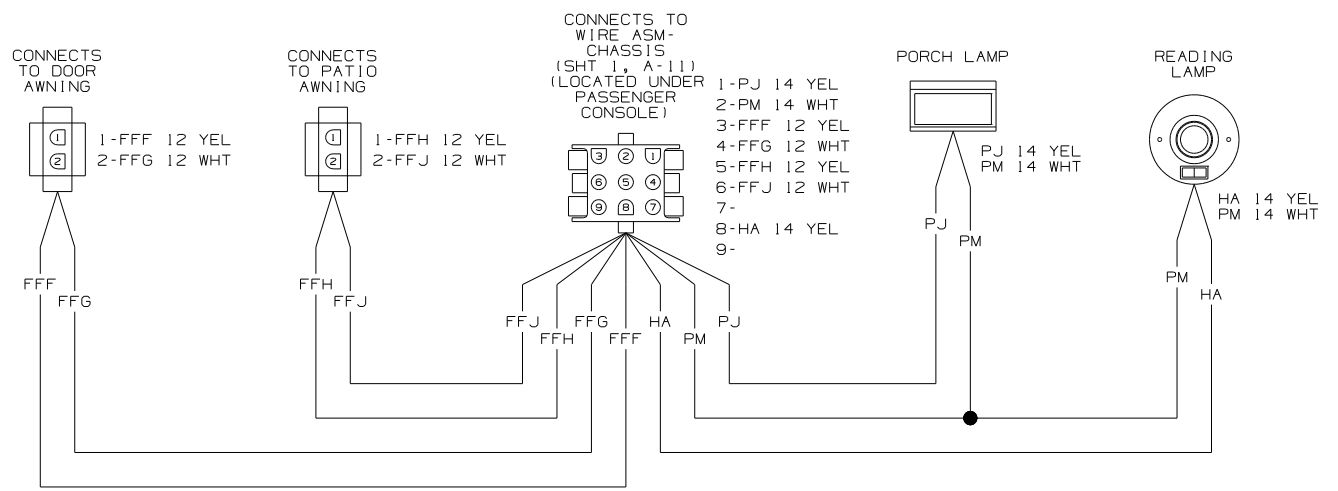 CONNECTS
TO DOOR
AWNING
1
2
1-FFF 12 YEL
2-FFG 12 WHT
CONNECTS
TO PATIO
AWNING
1
2
1-FFH 12 YEL
2-FFJ 12 WHT
CONNECTS TO
WIRE ASM-
CHASSIS
(SHT 1, A-11)
(LOCATED UNDER
PASSENGER
CONSOLE)
3 2 1
6 5 4
9 8 7
1-PJ 14 YEL
2-PM 14 WHT
3-FFF 12 YEL
4-FFG 12 WHT
5-FFH 12 YEL
6-FFJ 12 WHT
7-
8-HA 14 YEL
9-
PORCH LAMP
PJ 14 YEL
PM 14 WHT
READING
LAMP
HA 14 YEL
PM 14 WHT
FFF
FFG
FFH
FFJ
FFJ
FFH
FFG
FFF
HA
PM
PJ
PJ
PM
PM
HA